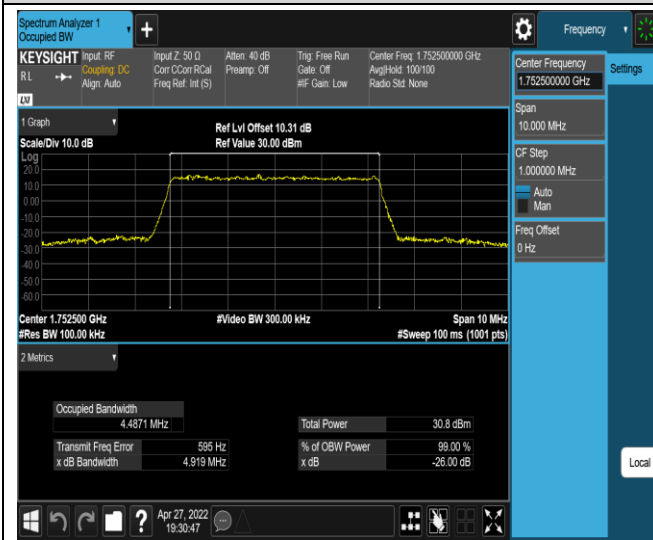 Spectrum Analyzer 1
Occupied BW
+
Frequency
KEYSIGHT
RL
LXI
Input: RF
Coupling: DC
Align: Auto
Input Z: 50 Ω
Corr CCorr RCal
Freq Ref: Int (S)
Atten: 40 dB
Preamp: Off
Trig: Free Run
Gate: Off
#IF Gain: Low
Center Freq: 1.752500000 GHz
Avg|Hold: 100/100
Radio Std: None
Center Frequency
1.752500000 GHz
Settings
Span
10.000 MHz
CF Step
1.000000 MHz
Auto
Man
Freq Offset
0 Hz
1 Graph
Ref Lvl Offset 10.31 dB
Scale/Div 10.0 dB
Ref Value 30.00 dBm
Log
20.0
10.0
0.00
-10.0
-20.0
-30.0
-40.0
-50.0
-60.0
Center 1.752500 GHz
#Video BW 300.00 kHz
Span 10 MHz
#Res BW 100.00 kHz
#Sweep 100 ms (1001 pts)
2 Metrics
Occupied Bandwidth
4.4871 MHz
Total Power 30.8 dBm
Transmit Freq Error 595 Hz
% of OBW Power 99.00 %
x dB Bandwidth 4.919 MHz
x dB -26.00 dB
Local
?
Apr 27, 2022
19:30:47